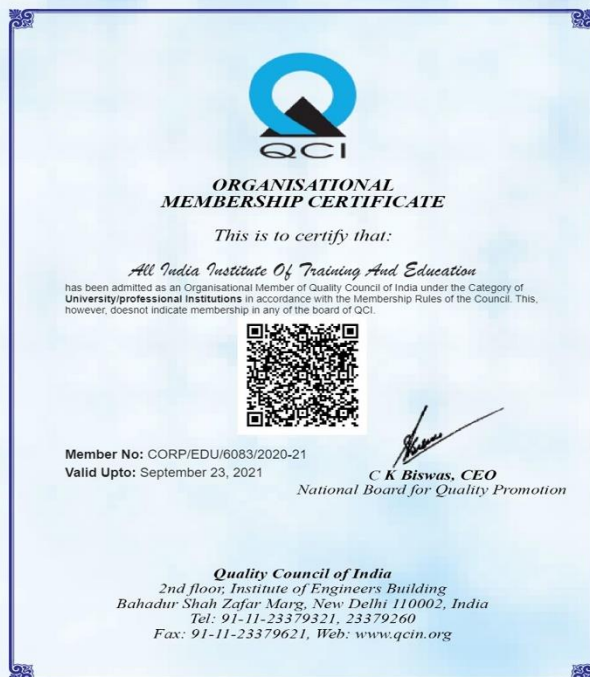 QCI
ORGANISATIONAL
MEMBERSHIP CERTIFICATE
This is to certify that:
All India Institute Of Training And Education
has been admitted as an Organisational Member of Quality Council of India under the Category of
University/professional Institutions in accordance with the Membership Rules of the Council. This,
however, doesnot indicate membership in any of the board of QCI.
Member No: CORP/EDU/6083/2020-21
Valid Upto: September 23, 2021
C K Biswas, CEO
National Board for Quality Promotion
Quality Council of India
2nd floor, Institute of Engineers Building
Bahadur Shah Zafar Marg, New Delhi 110002, India
Tel: 91-11-23379321, 23379260
Fax: 91-11-23379621, Web: www.qcin.org